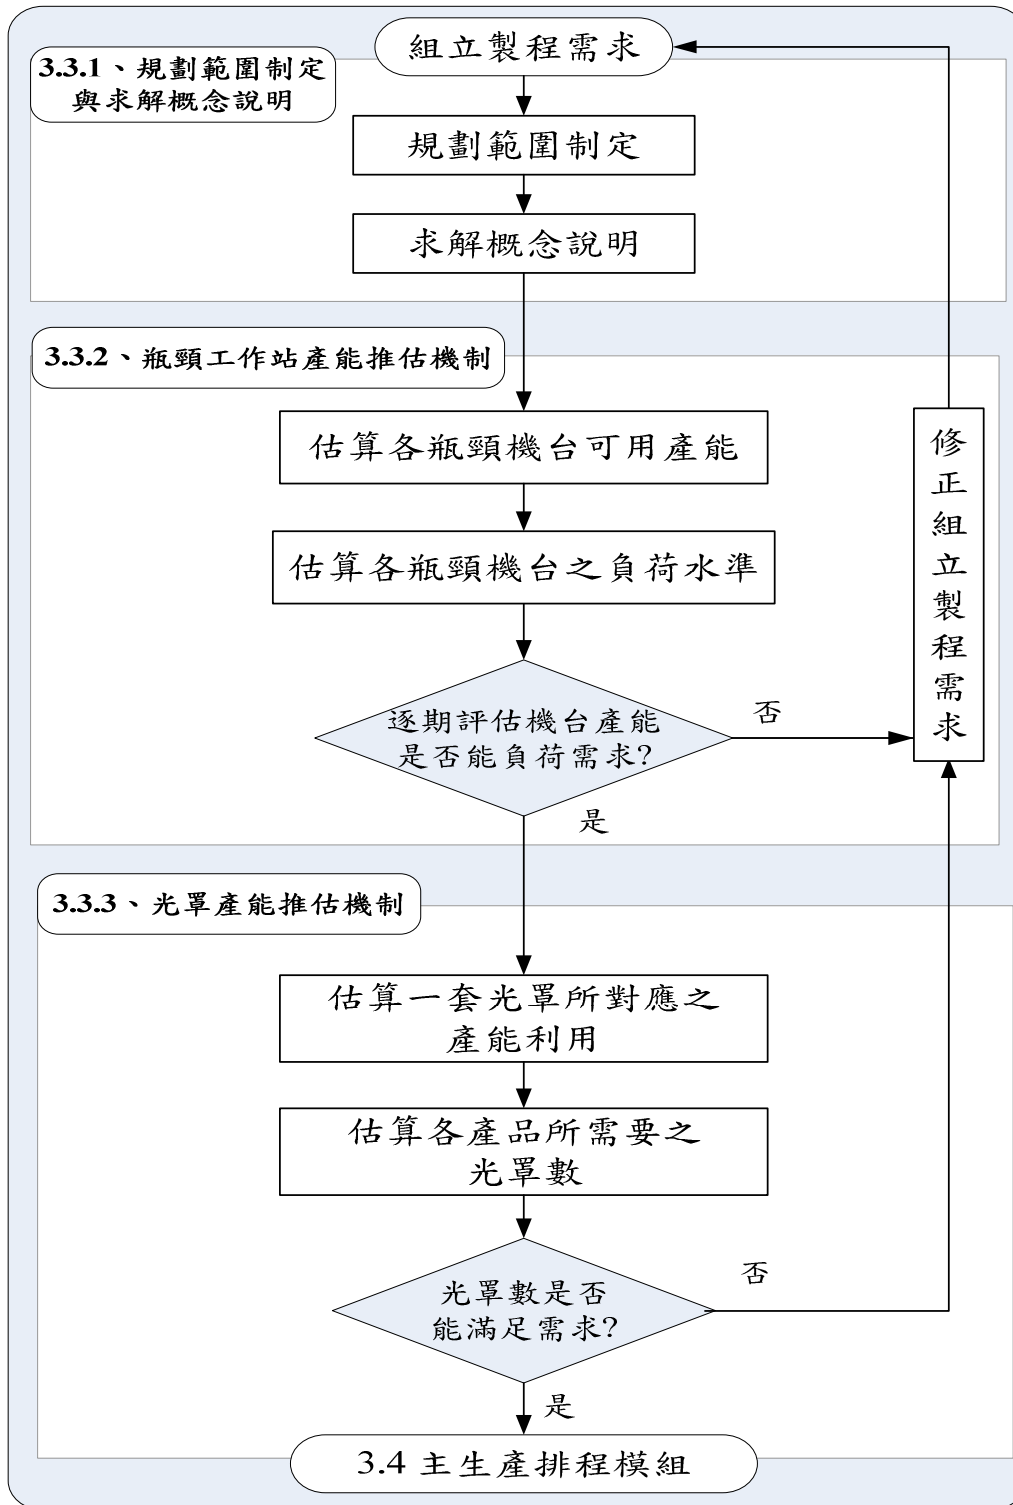 組立製程需求
3.3.1、規劃範圍制定
與求解概念說明
規劃範圍制定
求解概念說明
3.3.2、瓶頸工作站產能推估機制
估算各瓶頸機台可用產能
估算各瓶頸機台之負荷水準
逐期評估機台產能
是否能負荷需求?
否
是
修正組立製程需求
3.3.3、光罩產能推估機制
估算一套光罩所對應之
產能利用
估算各產品所需要之
光罩數
光罩數是否
能滿足需求?
否
是
3.4 主生產排程模組